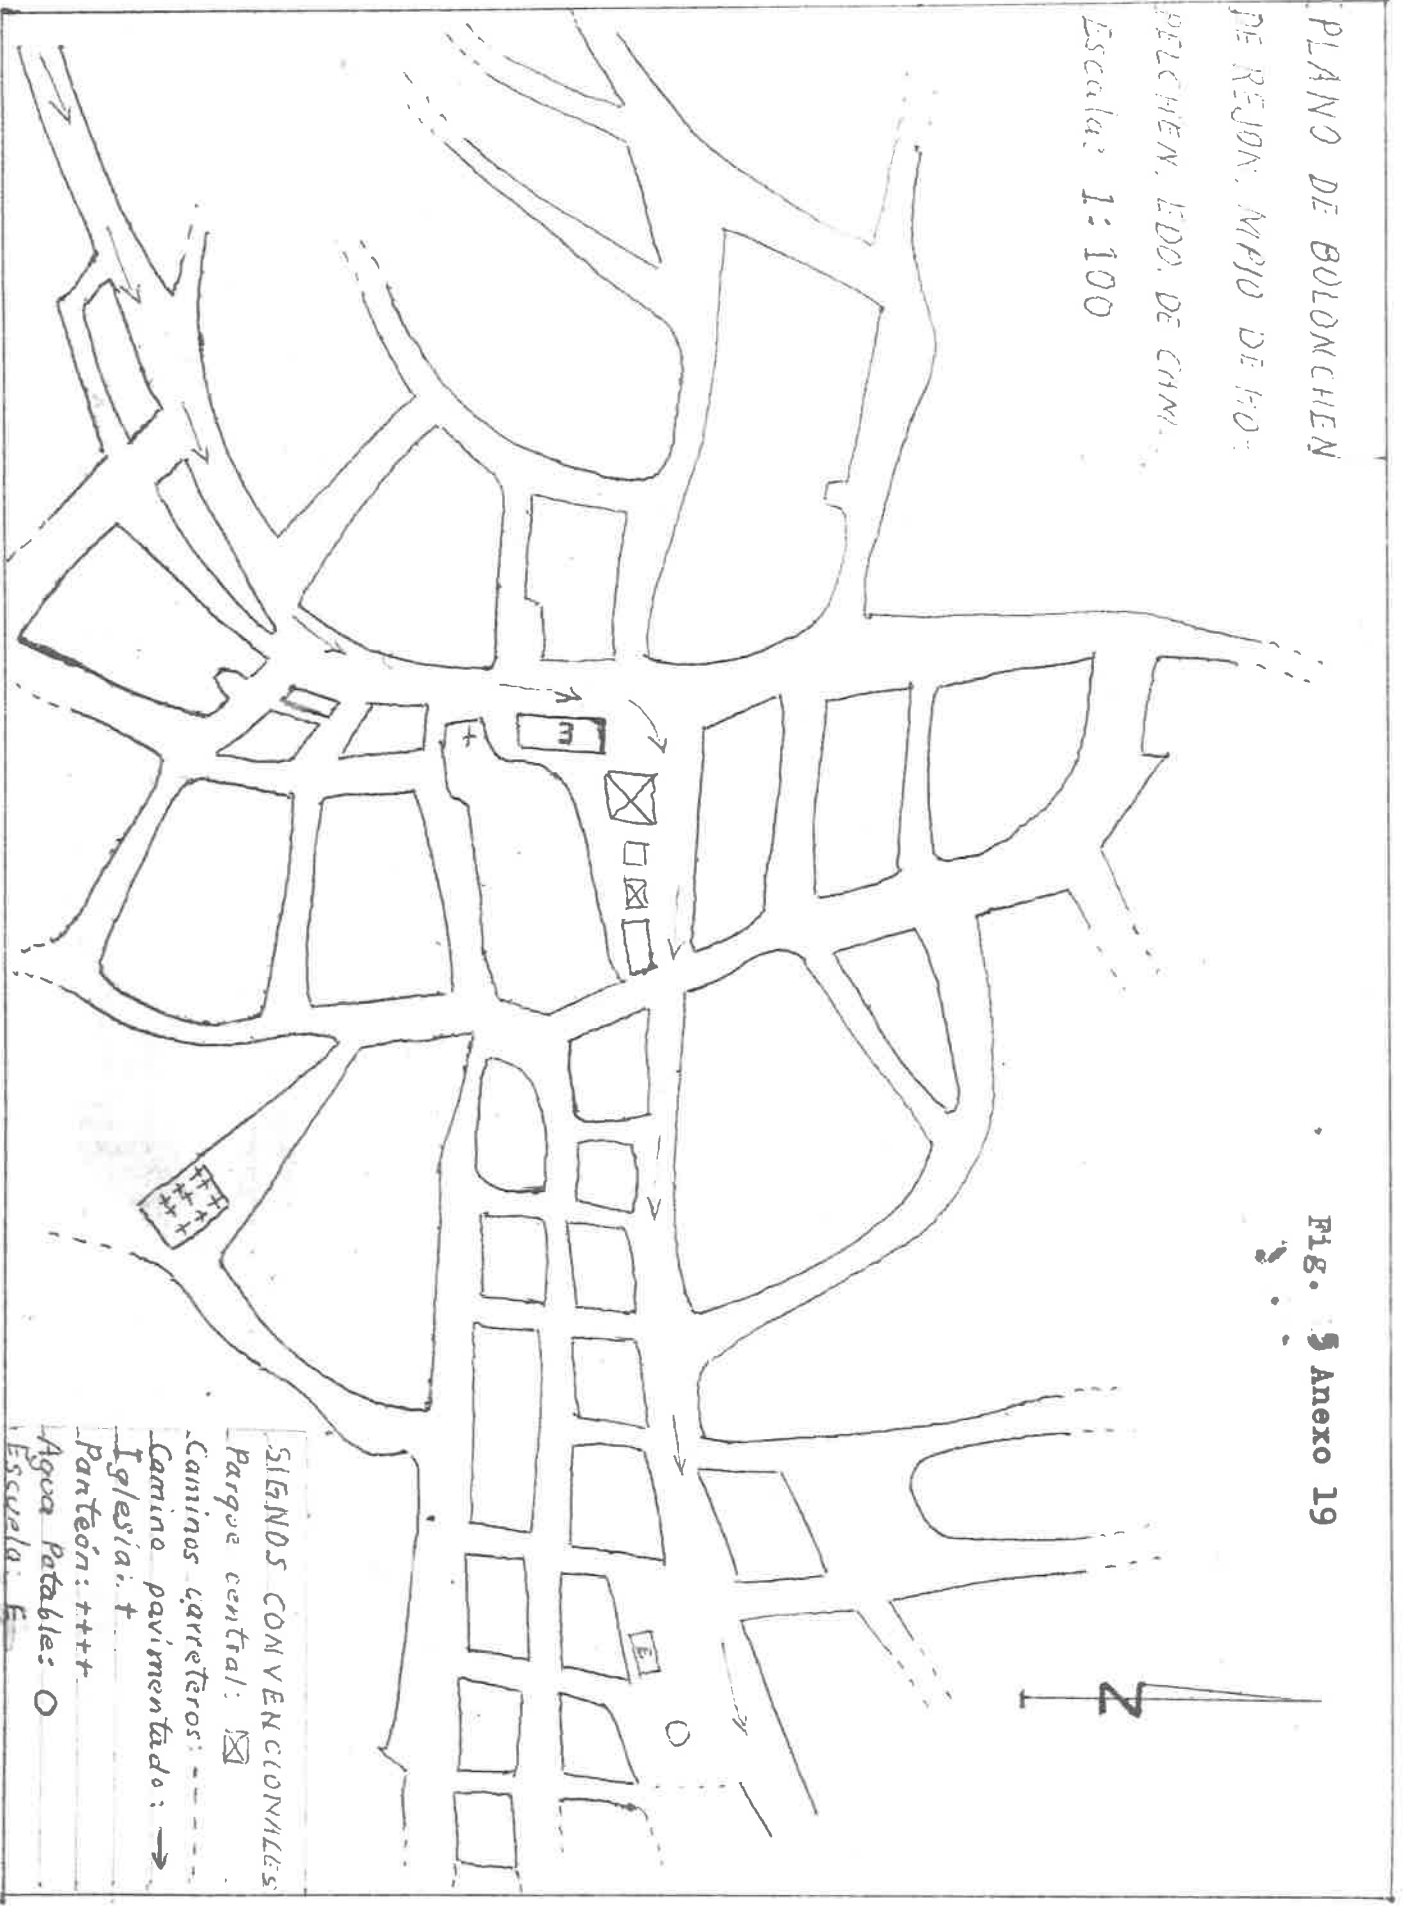 PLANO DE BOLONCHEN
DE REJON. MPIO DE HO-
PELCHEN. EDO. DE CAM.
Escala: 1:100
Fig. 5 Anexo 19
N
E
E
SIGNOS CONVENCIONALES
Parque central:
Caminos carreteros: -----
Camino pavimentado: →
Iglesia: +
Panteón: ++++
Agua Potable: O
Escuela: E